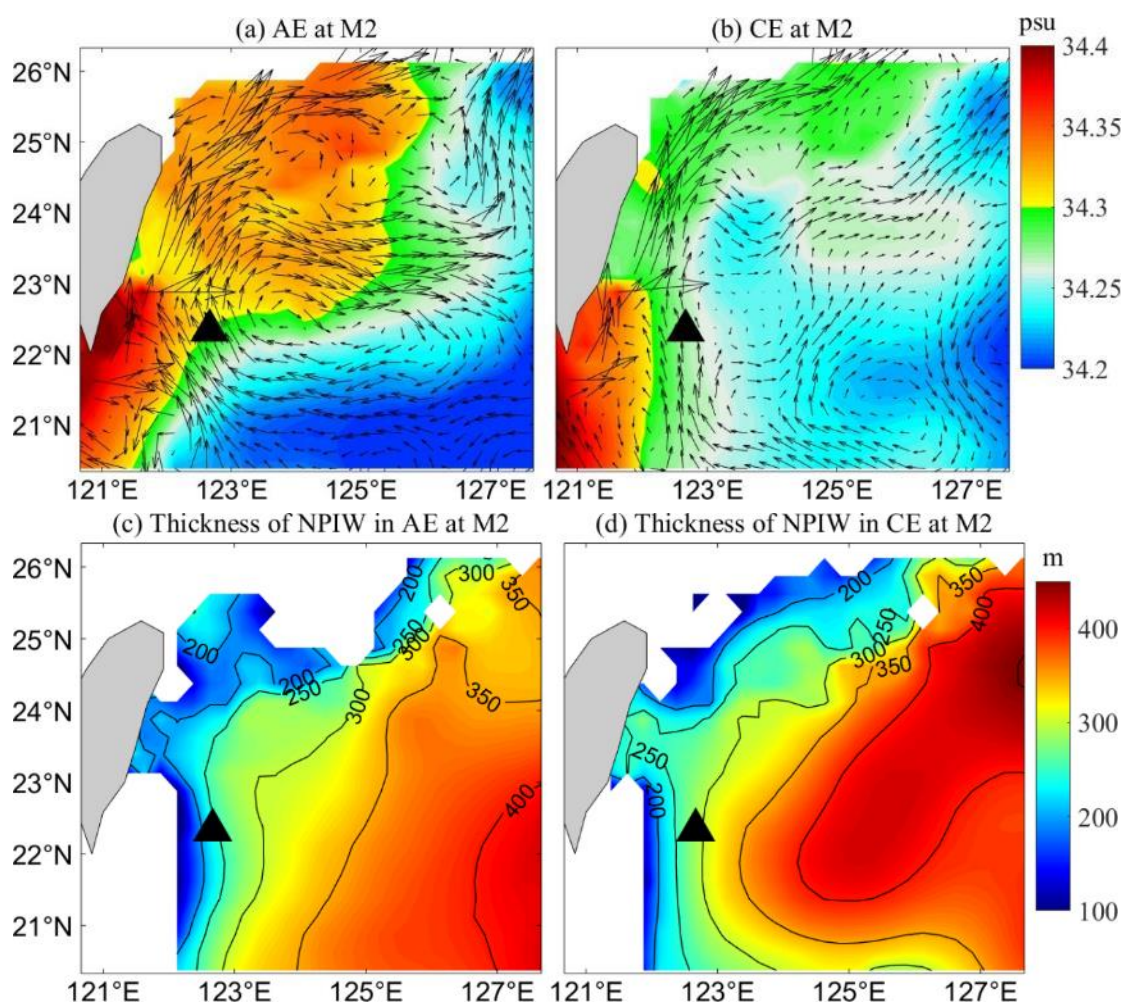 (a) AE at M2
(b) CE at M2
psu
26°N
25°N
24°N
23°N
22°N
21°N
121°E
123°E
125°E
127°E
121°E
123°E
125°E
127°E
34.4
34.35
34.3
34.25
34.2
(c) Thickness of NPIW in AE at M2
(d) Thickness of NPIW in CE at M2
m
26°N
25°N
24°N
23°N
22°N
21°N
200
300
350
250
300
200
200
250
300
350
400
121°E
123°E
125°E
127°E
200
350
400
250
300
350
250
200
121°E
123°E
125°E
127°E
400
300
200
100